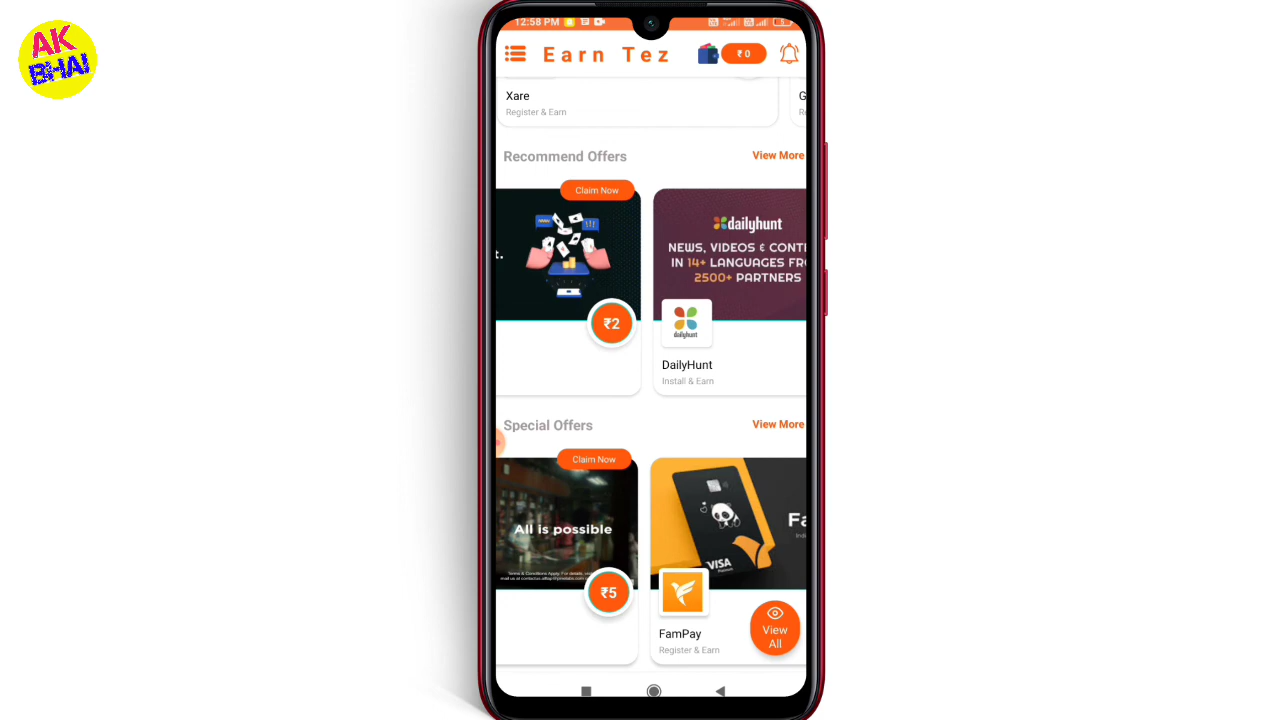 AK
BHAI
12:58 PM
Earn Tez
₹ 0
Xare
Register & Earn
Recommend Offers
View More
Claim Now
t.
₹2
dailyhunt
NEWS, VIDEOS & CONT
IN 14+ LANGUAGES FR
2500+ PARTNERS
dailyhunt
DailyHunt
Install & Earn
Special Offers
View More
Claim Now
All is possible
₹5
Fa
VISA
FamPay
Register & Earn
View
All